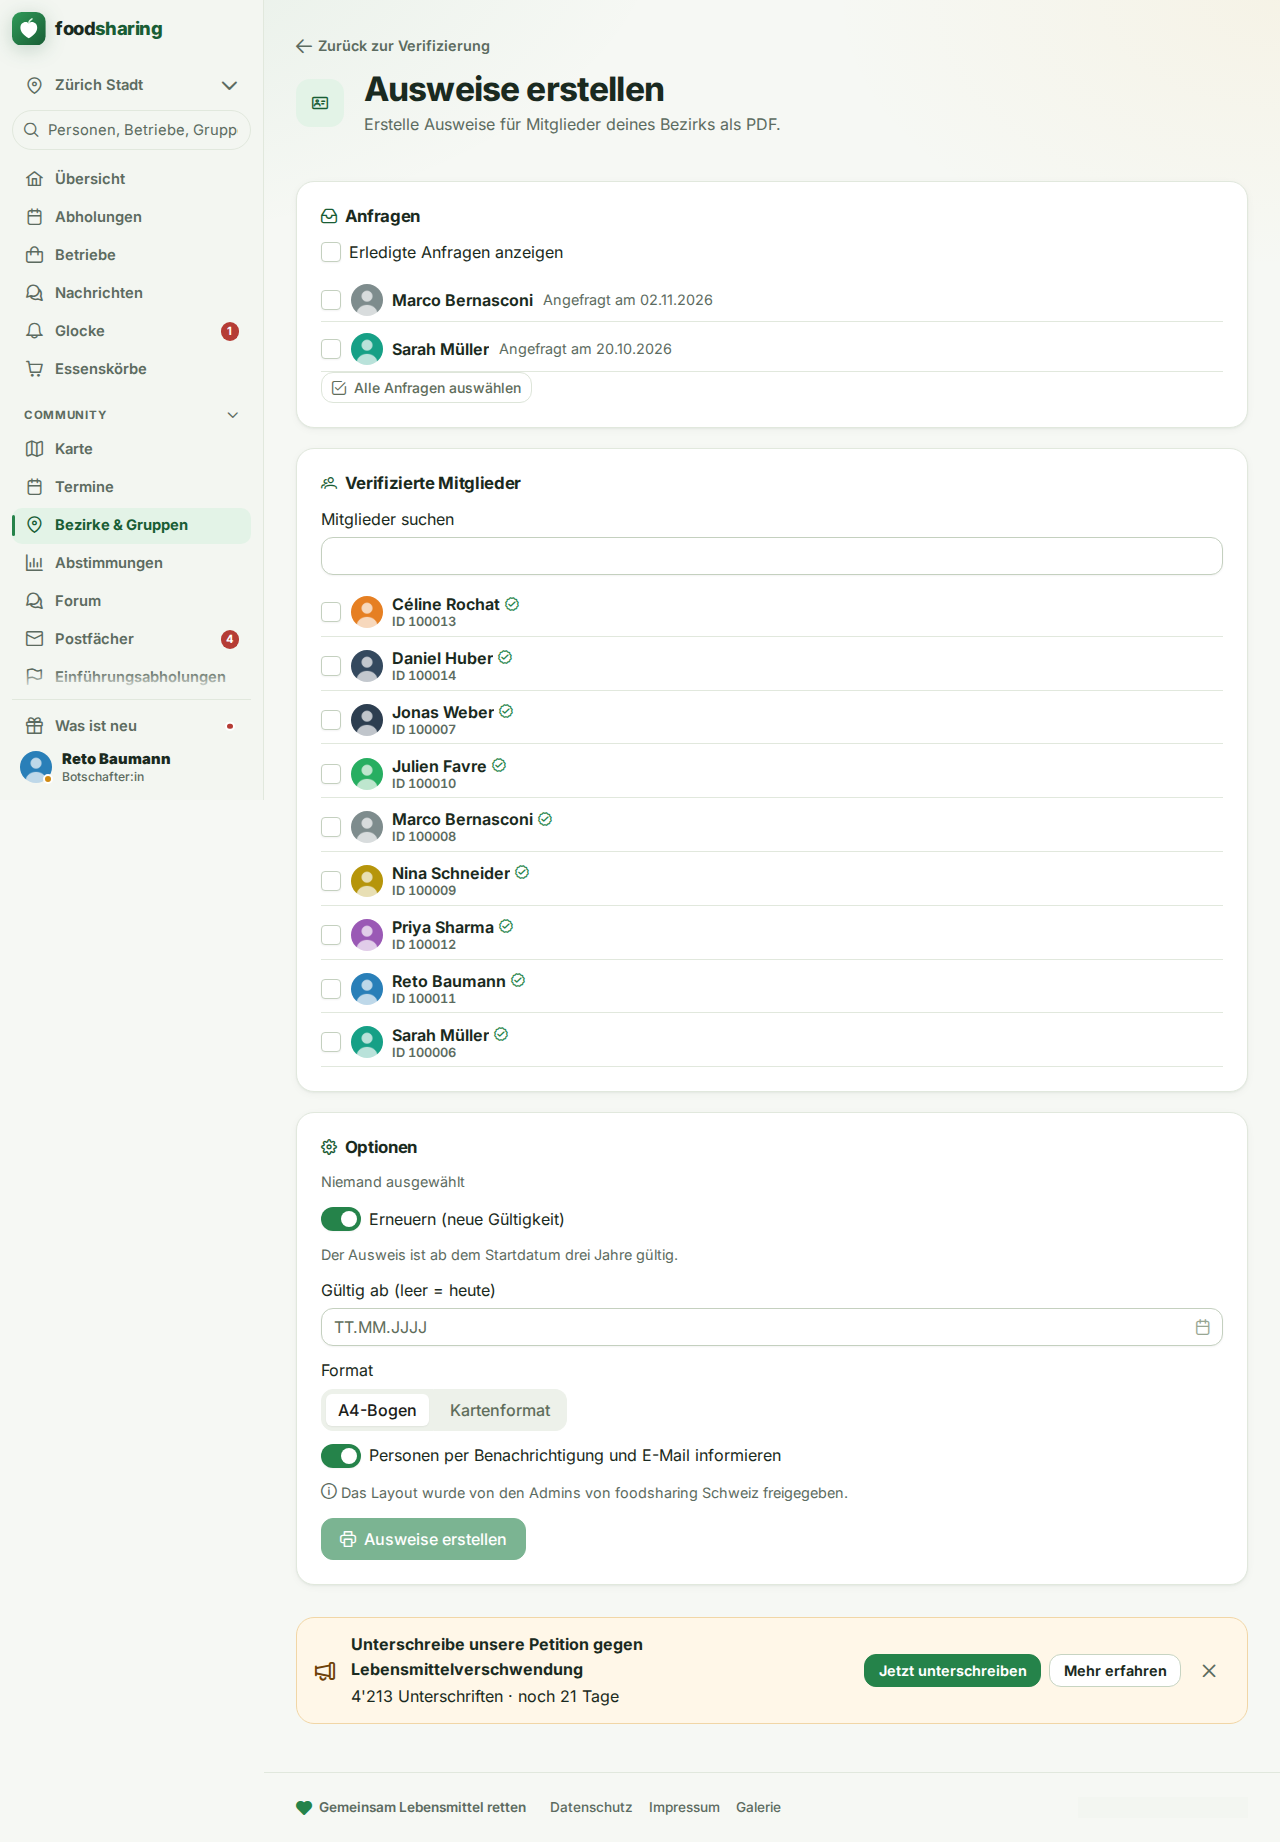 foodsharing
Zürich Stadt
Personen, Betriebe, Grupp
Übersicht
Abholungen
Betriebe
Nachrichten
Glocke 1
Essenskörbe
COMMUNITY
Karte
Termine
Bezirke & Gruppen
Abstimmungen
Forum
Postfächer 4
Einführungsabholungen
Was ist neu
Reto Baumann
Botschafter:in
Zurück zur Verifizierung
Ausweise erstellen
Erstelle Ausweise für Mitglieder deines Bezirks als PDF.
Anfragen
Erledigte Anfragen anzeigen
Marco Bernasconi Angefragt am 02.11.2026
Sarah Müller Angefragt am 20.10.2026
Alle Anfragen auswählen
Verifizierte Mitglieder
Mitglieder suchen
Céline Rochat
ID 100013
Daniel Huber
ID 100014
Jonas Weber
ID 100007
Julien Favre
ID 100010
Marco Bernasconi
ID 100008
Nina Schneider
ID 100009
Priya Sharma
ID 100012
Reto Baumann
ID 100011
Sarah Müller
ID 100006
Optionen
Niemand ausgewählt
Erneuern (neue Gültigkeit)
Der Ausweis ist ab dem Startdatum drei Jahre gültig.
Gültig ab (leer = heute)
TT.MM.JJJJ
Format
A4-Bogen Kartenformat
Personen per Benachrichtigung und E-Mail informieren
Das Layout wurde von den Admins von foodsharing Schweiz freigegeben.
Ausweise erstellen
Unterschreibe unsere Petition gegen
Lebensmittelverschwendung
4'213 Unterschriften · noch 21 Tage
Jetzt unterschreiben Mehr erfahren
Gemeinsam Lebensmittel retten Datenschutz Impressum Galerie